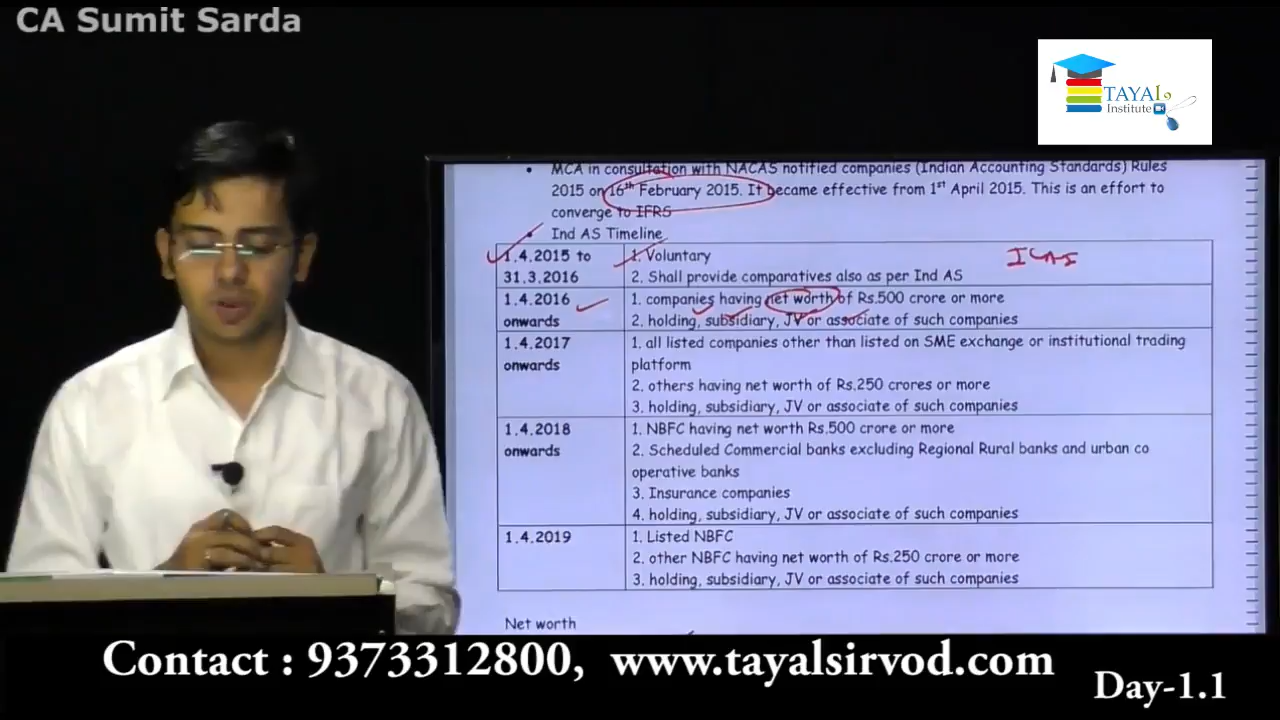 CA Sumit Sarda
TAYAL
Institute
• MCA in consultation with NACAS notified companies (Indian Accounting Standards) Rules
2015 on 16th February 2015. It became effective from 1st April 2015. This is an effort to
converge to IFRS
• Ind AS Timeline
1.4.2015 to 1. Voluntary
31.3.2016 2. Shall provide comparatives also as per Ind AS
1.4.2016 1. companies having net worth of Rs.500 crore or more
onwards 2. holding, subsidiary, JV or associate of such companies
1.4.2017 1. all listed companies other than listed on SME exchange or institutional trading
onwards platform
2. others having net worth of Rs.250 crores or more
3. holding, subsidiary, JV or associate of such companies
1.4.2018 1. NBFC having net worth Rs.500 crore or more
onwards 2. Scheduled Commercial banks excluding Regional Rural banks and urban co
operative banks
3. Insurance companies
4. holding, subsidiary, JV or associate of such companies
1.4.2019 1. Listed NBFC
2. other NBFC having net worth of Rs.250 crore or more
3. holding, subsidiary, JV or associate of such companies
Net worth
Contact : 9373312800, www.tayalsirvod.com
Day-1.1